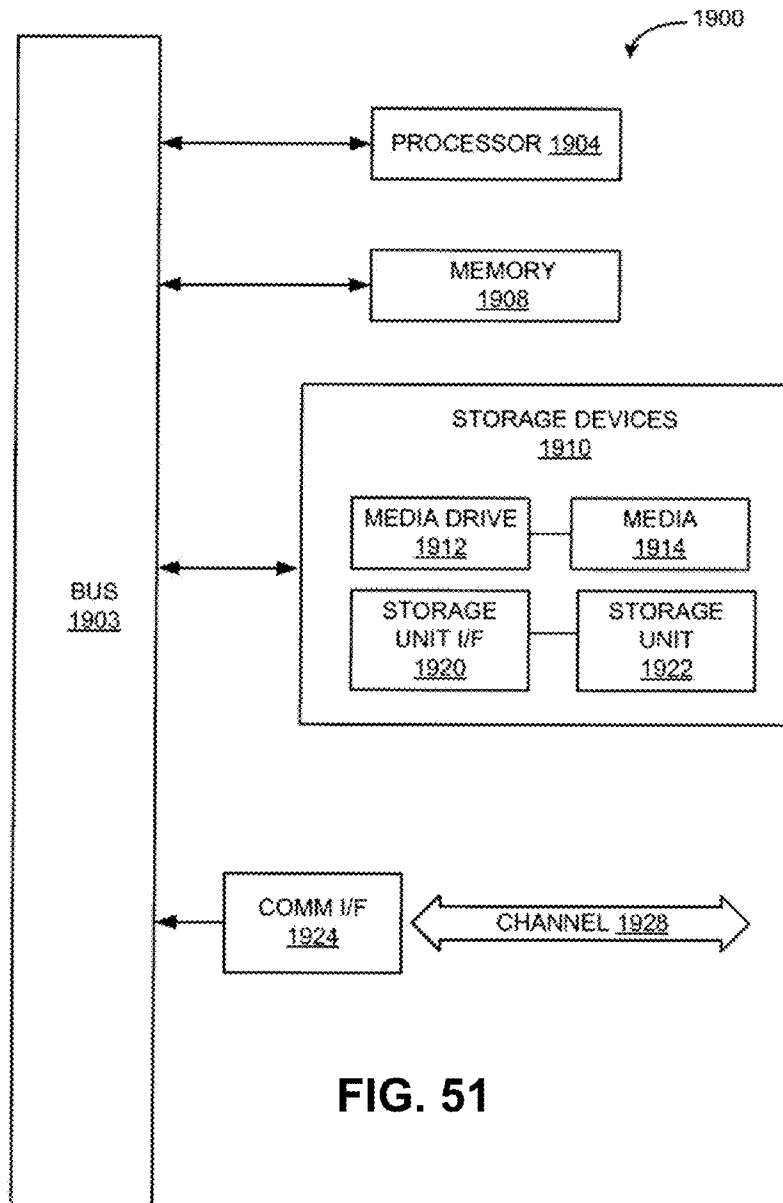 1900
PROCESSOR 1904
MEMORY
1908
STORAGE DEVICES
1910
MEDIA DRIVE
1912
MEDIA
1914
BUS
1903
STORAGE
UNIT I/F
1920
STORAGE
UNIT
1922
COMM I/F
1924
CHANNEL 1928
FIG. 51